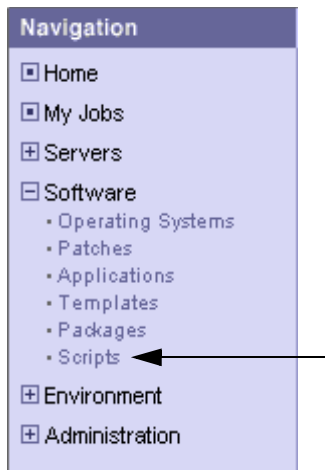 Navigation
Home
My Jobs
Servers
Software
Operating Systems
Patches
Applications
Templates
Packages
Scripts
Environment
Administration